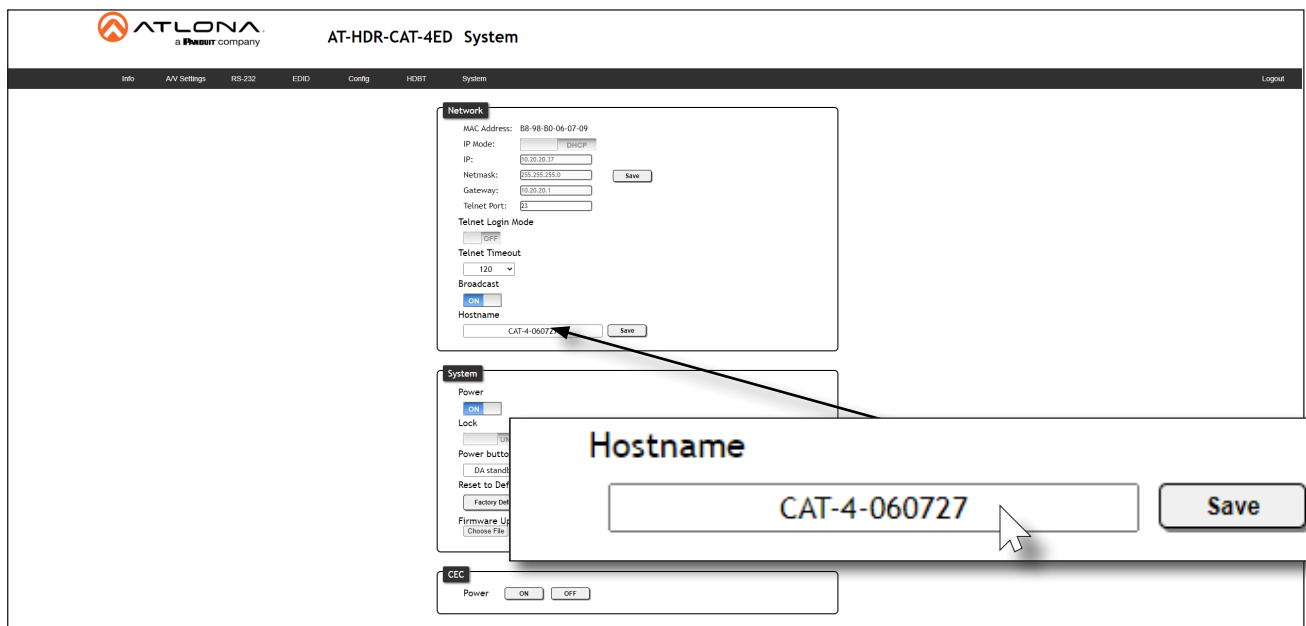 ATLONA.
a PANDUIT company
AT-HDR-CAT-4ED System
Info A/V Settings RS-232 EDID Config HDBT System Logout
Network
MAC Address: B8-98-B0-06-07-09
IP Mode: DHCP
IP: 10.20.20.37
Netmask: 255.255.255.0 Save
Gateway: 10.20.20.1
Telnet Port: 23
Telnet Login Mode
OFF
Telnet Timeout
120
Broadcast
ON
Hostname
CAT-4-060727 Save
System
Power
ON
Lock
UN
Power butto
DA standb
Reset to Def
Factory Def
Firmware Up
Choose File
Hostname
CAT-4-060727 Save
CEC
Power ON OFF